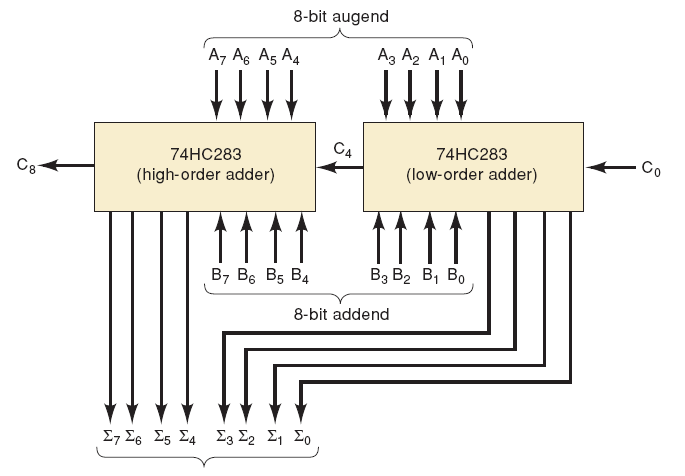 8-bit augend
A₇ A₆ A₅ A₄ A₃ A₂ A₁ A₀
74HC283
(high-order adder)
74HC283
(low-order adder)
C₈
C₄
C₀
B₇ B₆ B₅ B₄ B₃ B₂ B₁ B₀
8-bit addend
Σ₇ Σ₆ Σ₅ Σ₄ Σ₃ Σ₂ Σ₁ Σ₀